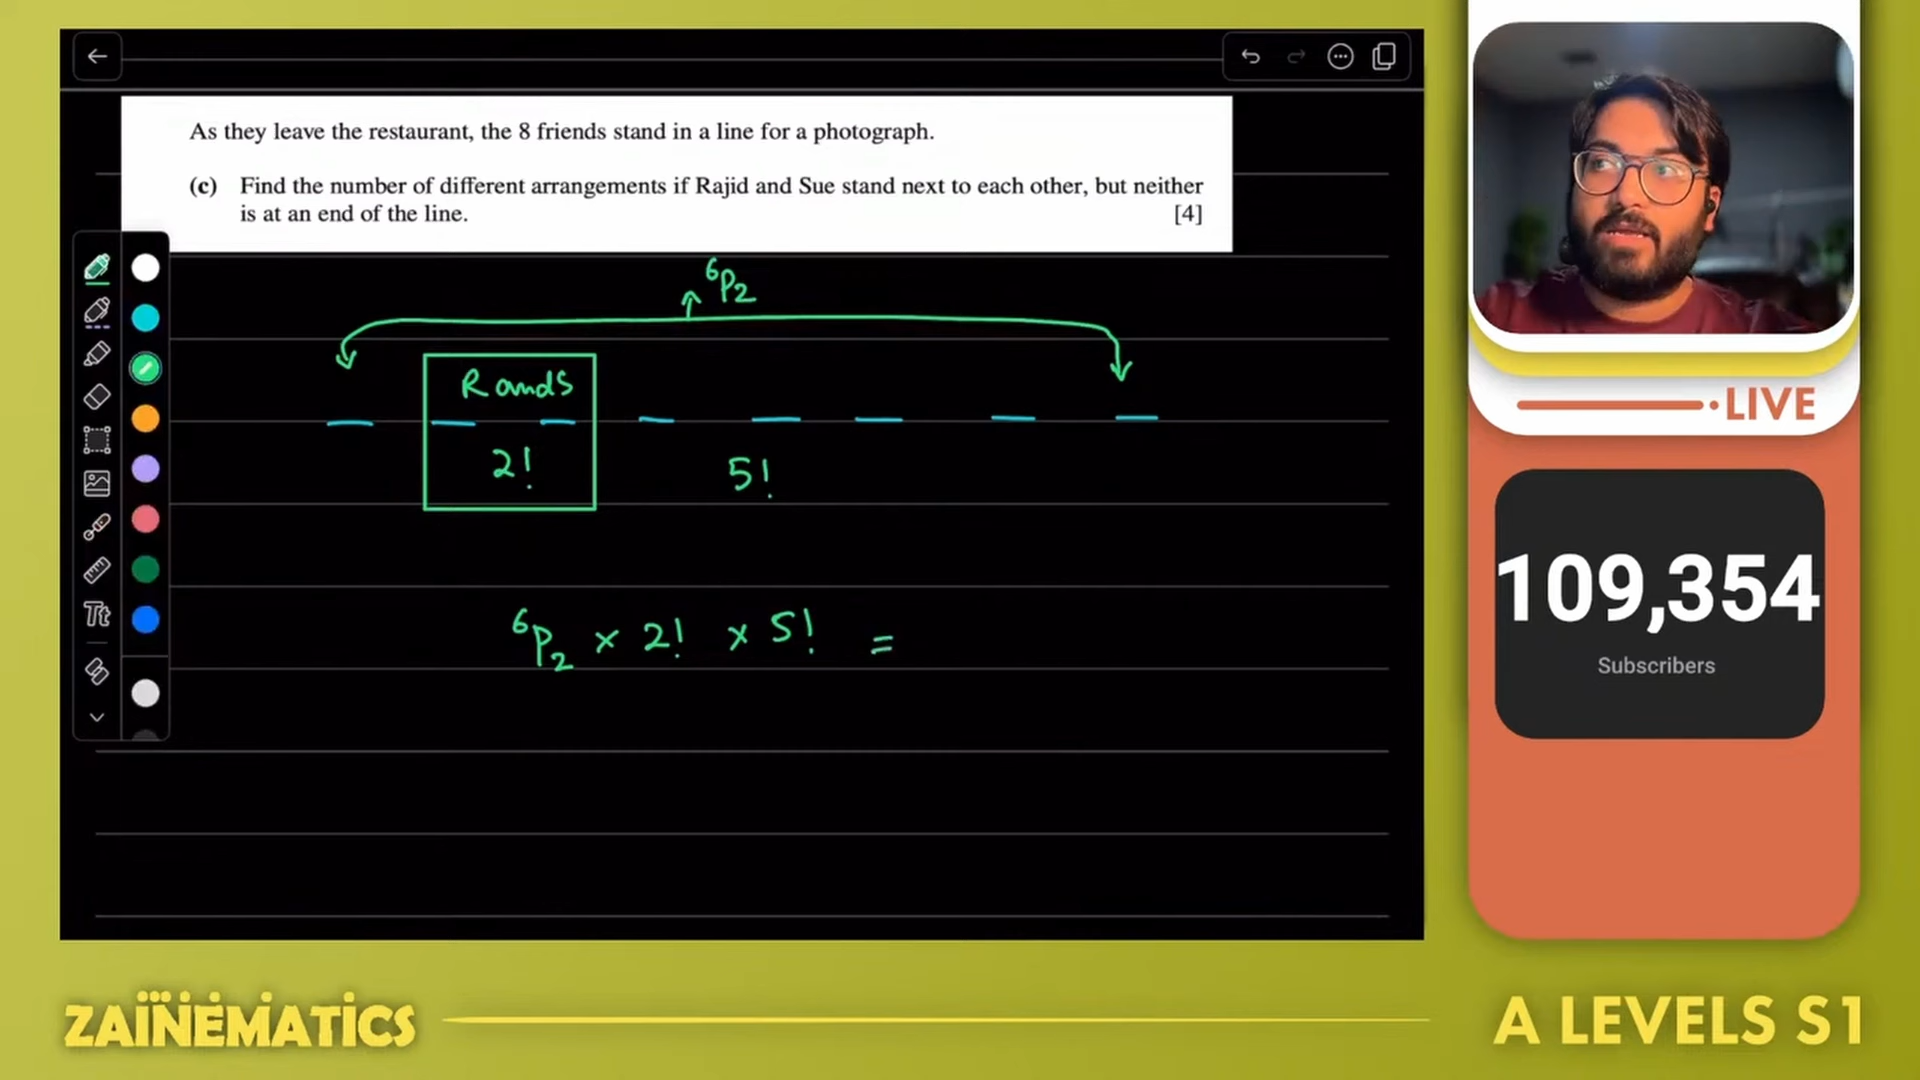 As they leave the restaurant, the 8 friends stand in a line for a photograph.
(c) Find the number of different arrangements if Rajid and Sue stand next to each other, but neither
is at an end of the line. [4]
⁶P₂
R and S
2!
5!
⁶P₂ × 2! × 5! =
Tt
LIVE
109,354
Subscribers
ZAINEMATICS
A LEVELS S1